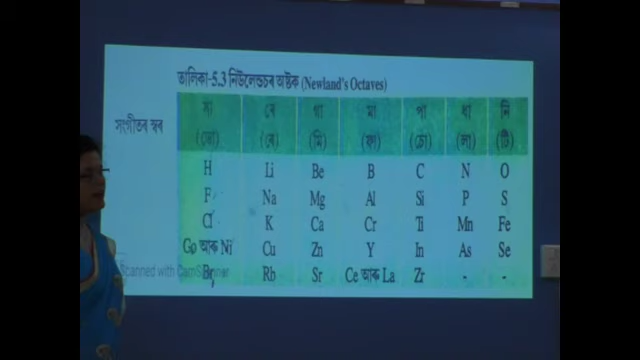 তালিকা-5.3 নিউলেন্ডচৰ অষ্টক (Newland's Octaves)
সংগীতৰ স্বৰ
সা ৰে গা মা পা ধা নি
(ডো) (ৰে) (মি) (ফা) (চো) (লা) (টি)
H Li Be B C N O
F Na Mg Al Si P S
Cl K Ca Cr Ti Mn Fe
Co আৰু Ni Cu Zn Y In As Se
Br Rb Sr Ce আৰু La Zr - -
Scanned with CamScanner